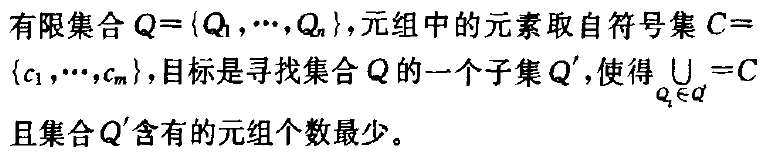 有限集合 Q={Q₁,⋯,Qₙ},元组中的元素取自符号集 C=
{c₁,⋯,cₘ},目标是寻找集合 Q 的一个子集 Q′,使得 ⋃_{Qᵢ∈Q′} =C
且集合 Q′含有的元组个数最少。